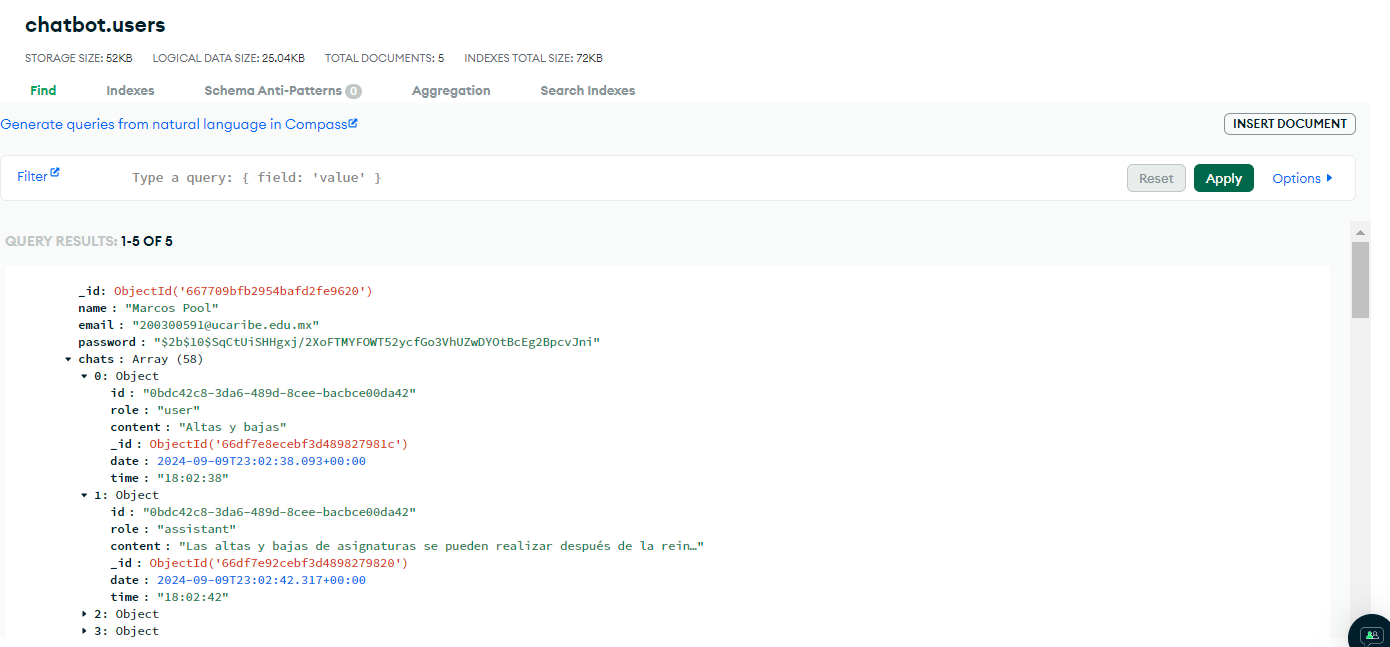 chatbot.users
STORAGE SIZE: 52KB LOGICAL DATA SIZE: 25.04KB TOTAL DOCUMENTS: 5 INDEXES TOTAL SIZE: 72KB
Find Indexes Schema Anti-Patterns 0 Aggregation Search Indexes
Generate queries from natural language in Compass
INSERT DOCUMENT
Filter Type a query: { field: 'value' } Reset Apply Options
QUERY RESULTS: 1-5 OF 5
_id: ObjectId('667709bfb2954bafd2fe9620')
name : "Marcos Pool"
email : "200300591@ucaribe.edu.mx"
password : "$2b$10$SqCtUiSHHgxj/2XoFTMYFOWT52ycfGo3VhUZwDYOtBcEg2BpcvJni"
chats : Array (58)
0: Object
id : "0bdc42c8-3da6-489d-8cee-bacbce00da42"
role : "user"
content : "Altas y bajas"
_id : ObjectId('66df7e8ecebf3d489827981c')
date : 2024-09-09T23:02:38.093+00:00
time : "18:02:38"
1: Object
id : "0bdc42c8-3da6-489d-8cee-bacbce00da42"
role : "assistant"
content : "Las altas y bajas de asignaturas se pueden realizar después de la rein…"
_id : ObjectId('66df7e92cebf3d4898279820')
date : 2024-09-09T23:02:42.317+00:00
time : "18:02:42"
2: Object
3: Object